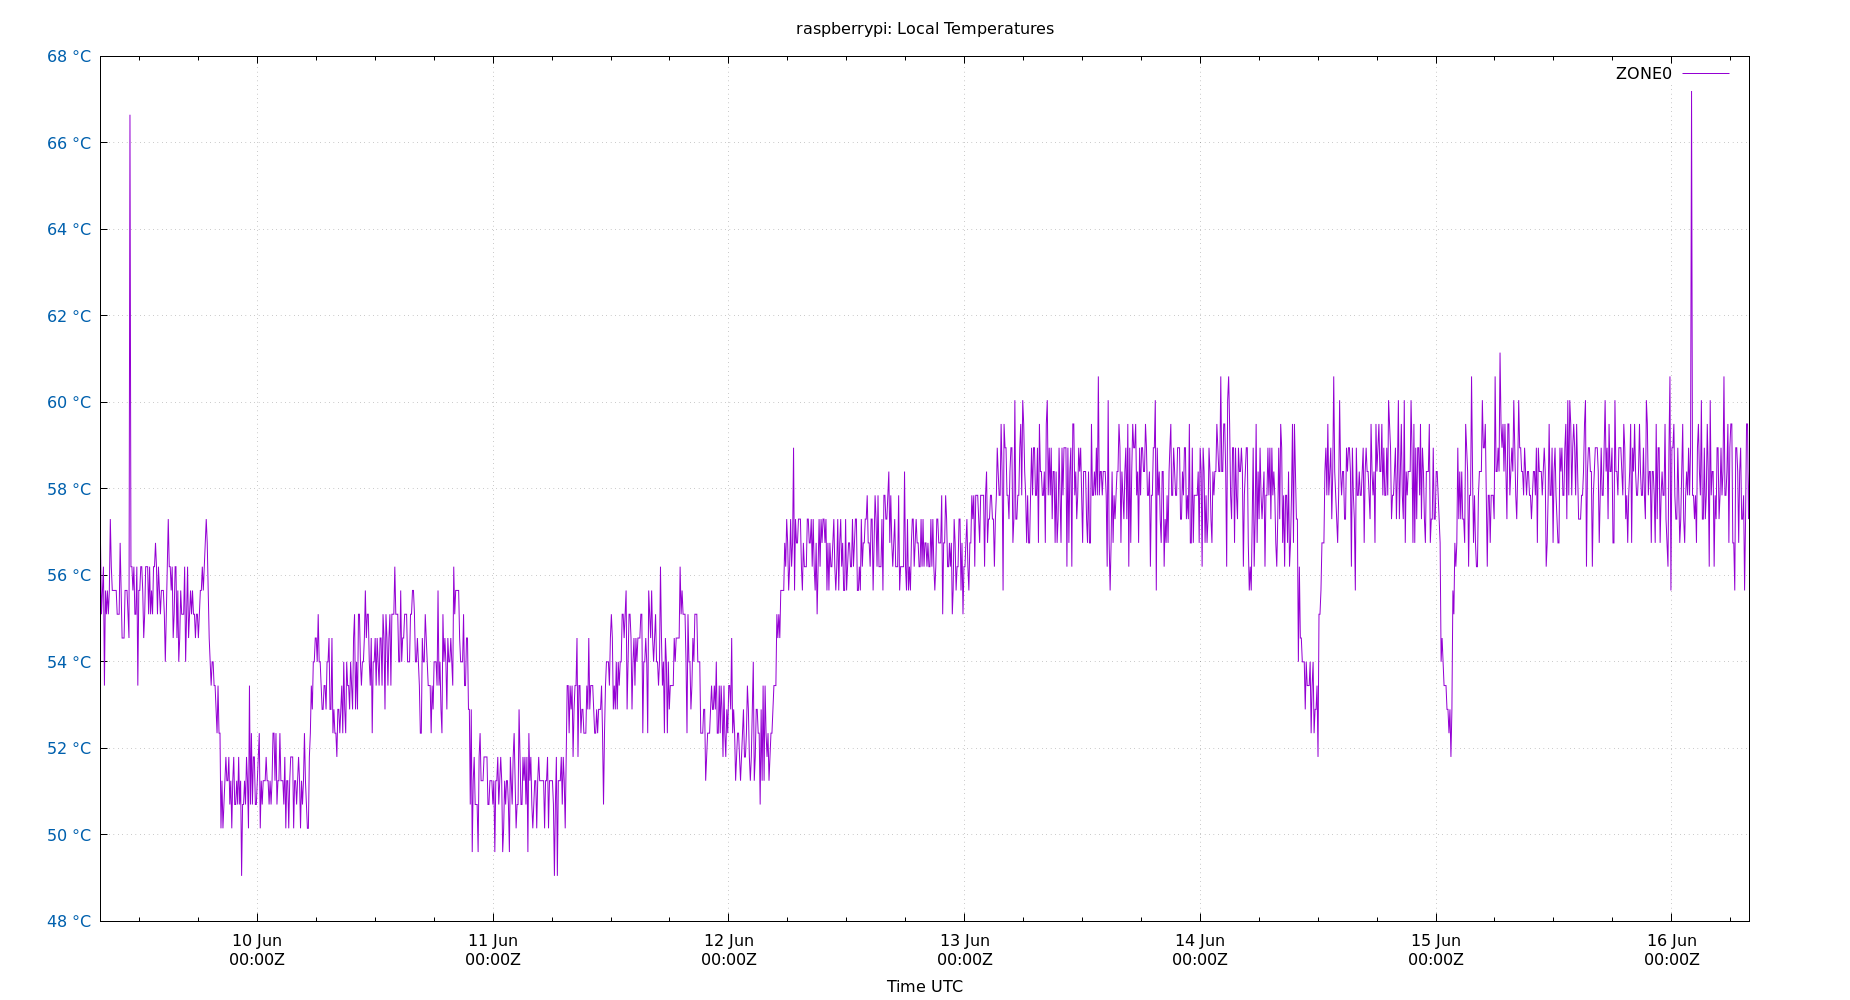 raspberrypi: Local Temperatures
68 °C
ZONE0
66 °C
64 °C
62 °C
60 °C
58 °C
56 °C
54 °C
52 °C
50 °C
48 °C
10 Jun 11 Jun 12 Jun 13 Jun 14 Jun 15 Jun 16 Jun
00:00Z 00:00Z 00:00Z 00:00Z 00:00Z 00:00Z 00:00Z
Time UTC